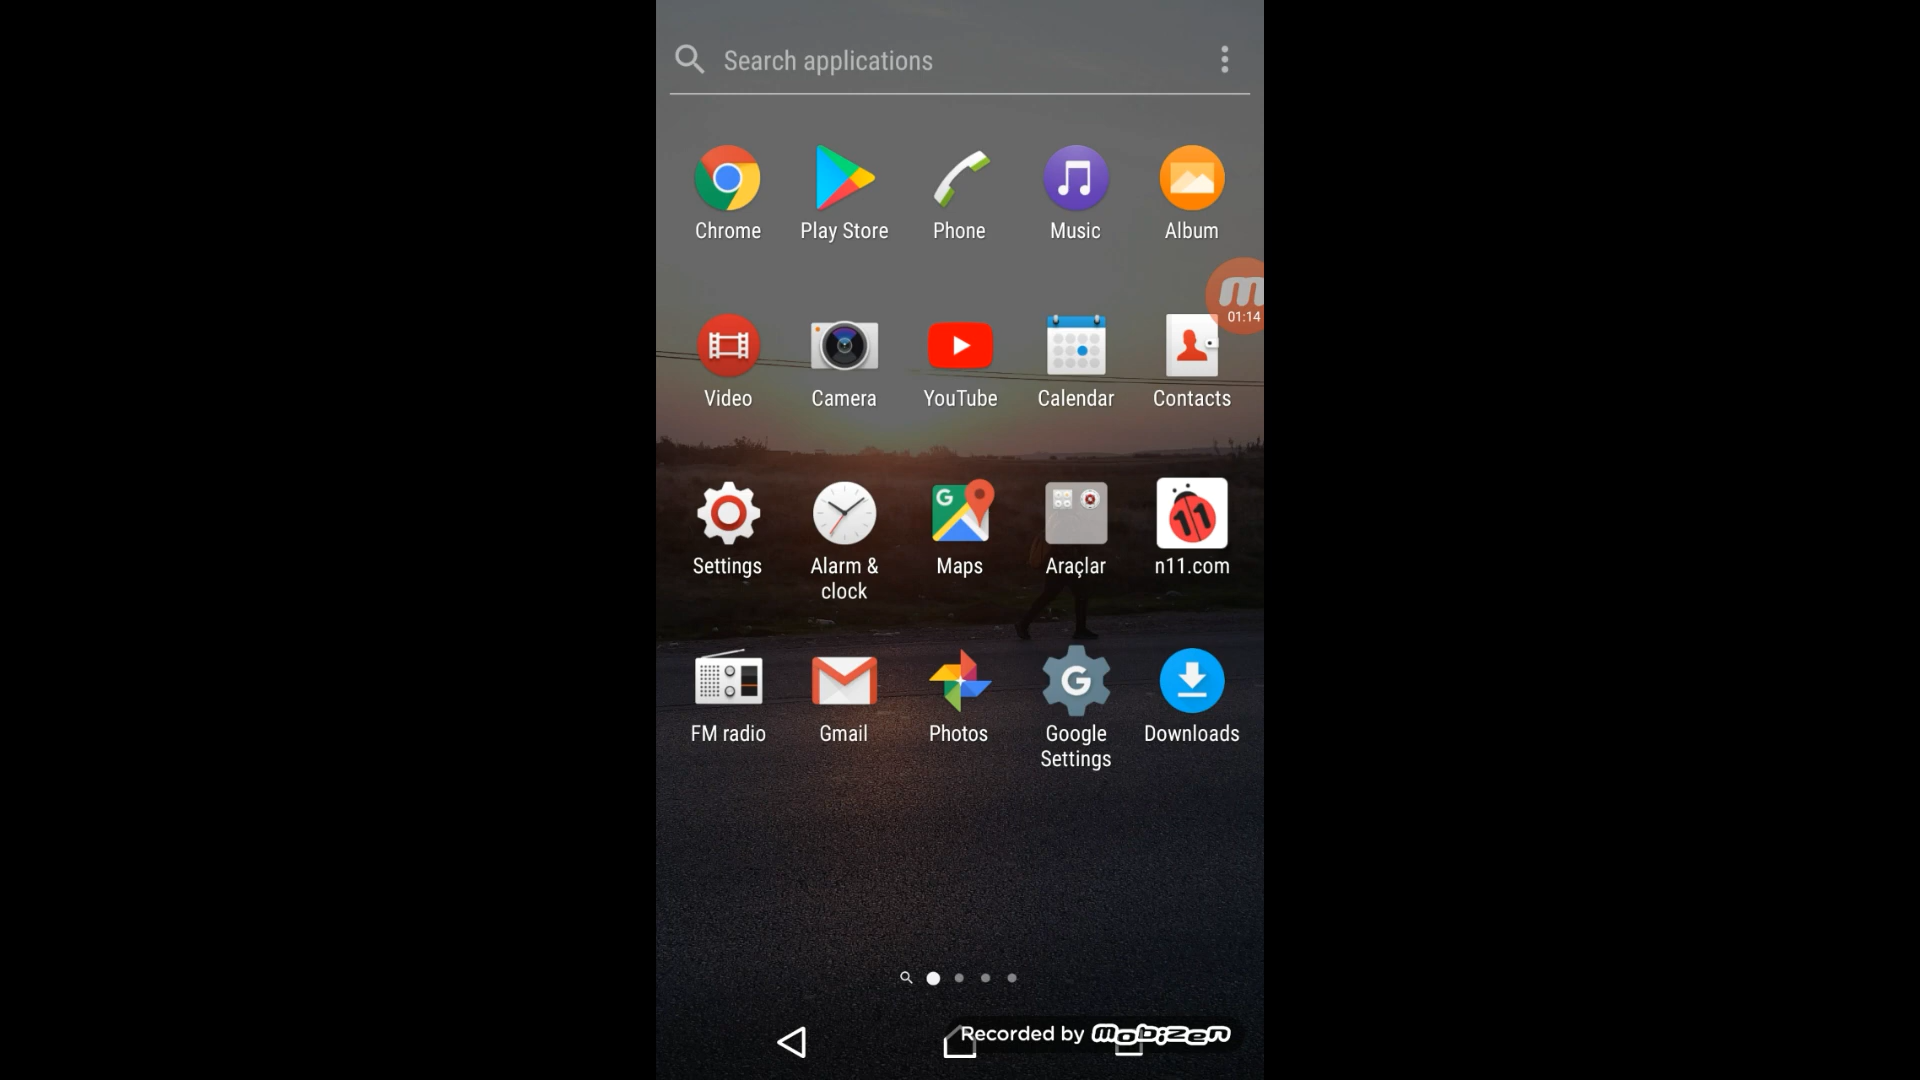 Search applications
Chrome
Play Store
Phone
Music
Album
01:14
Video
Camera
YouTube
Calendar
Contacts
Settings
Alarm &
clock
Maps
Araçlar
11
n11.com
FM radio
Gmail
Photos
Google
Settings
Downloads
Recorded by mobizen